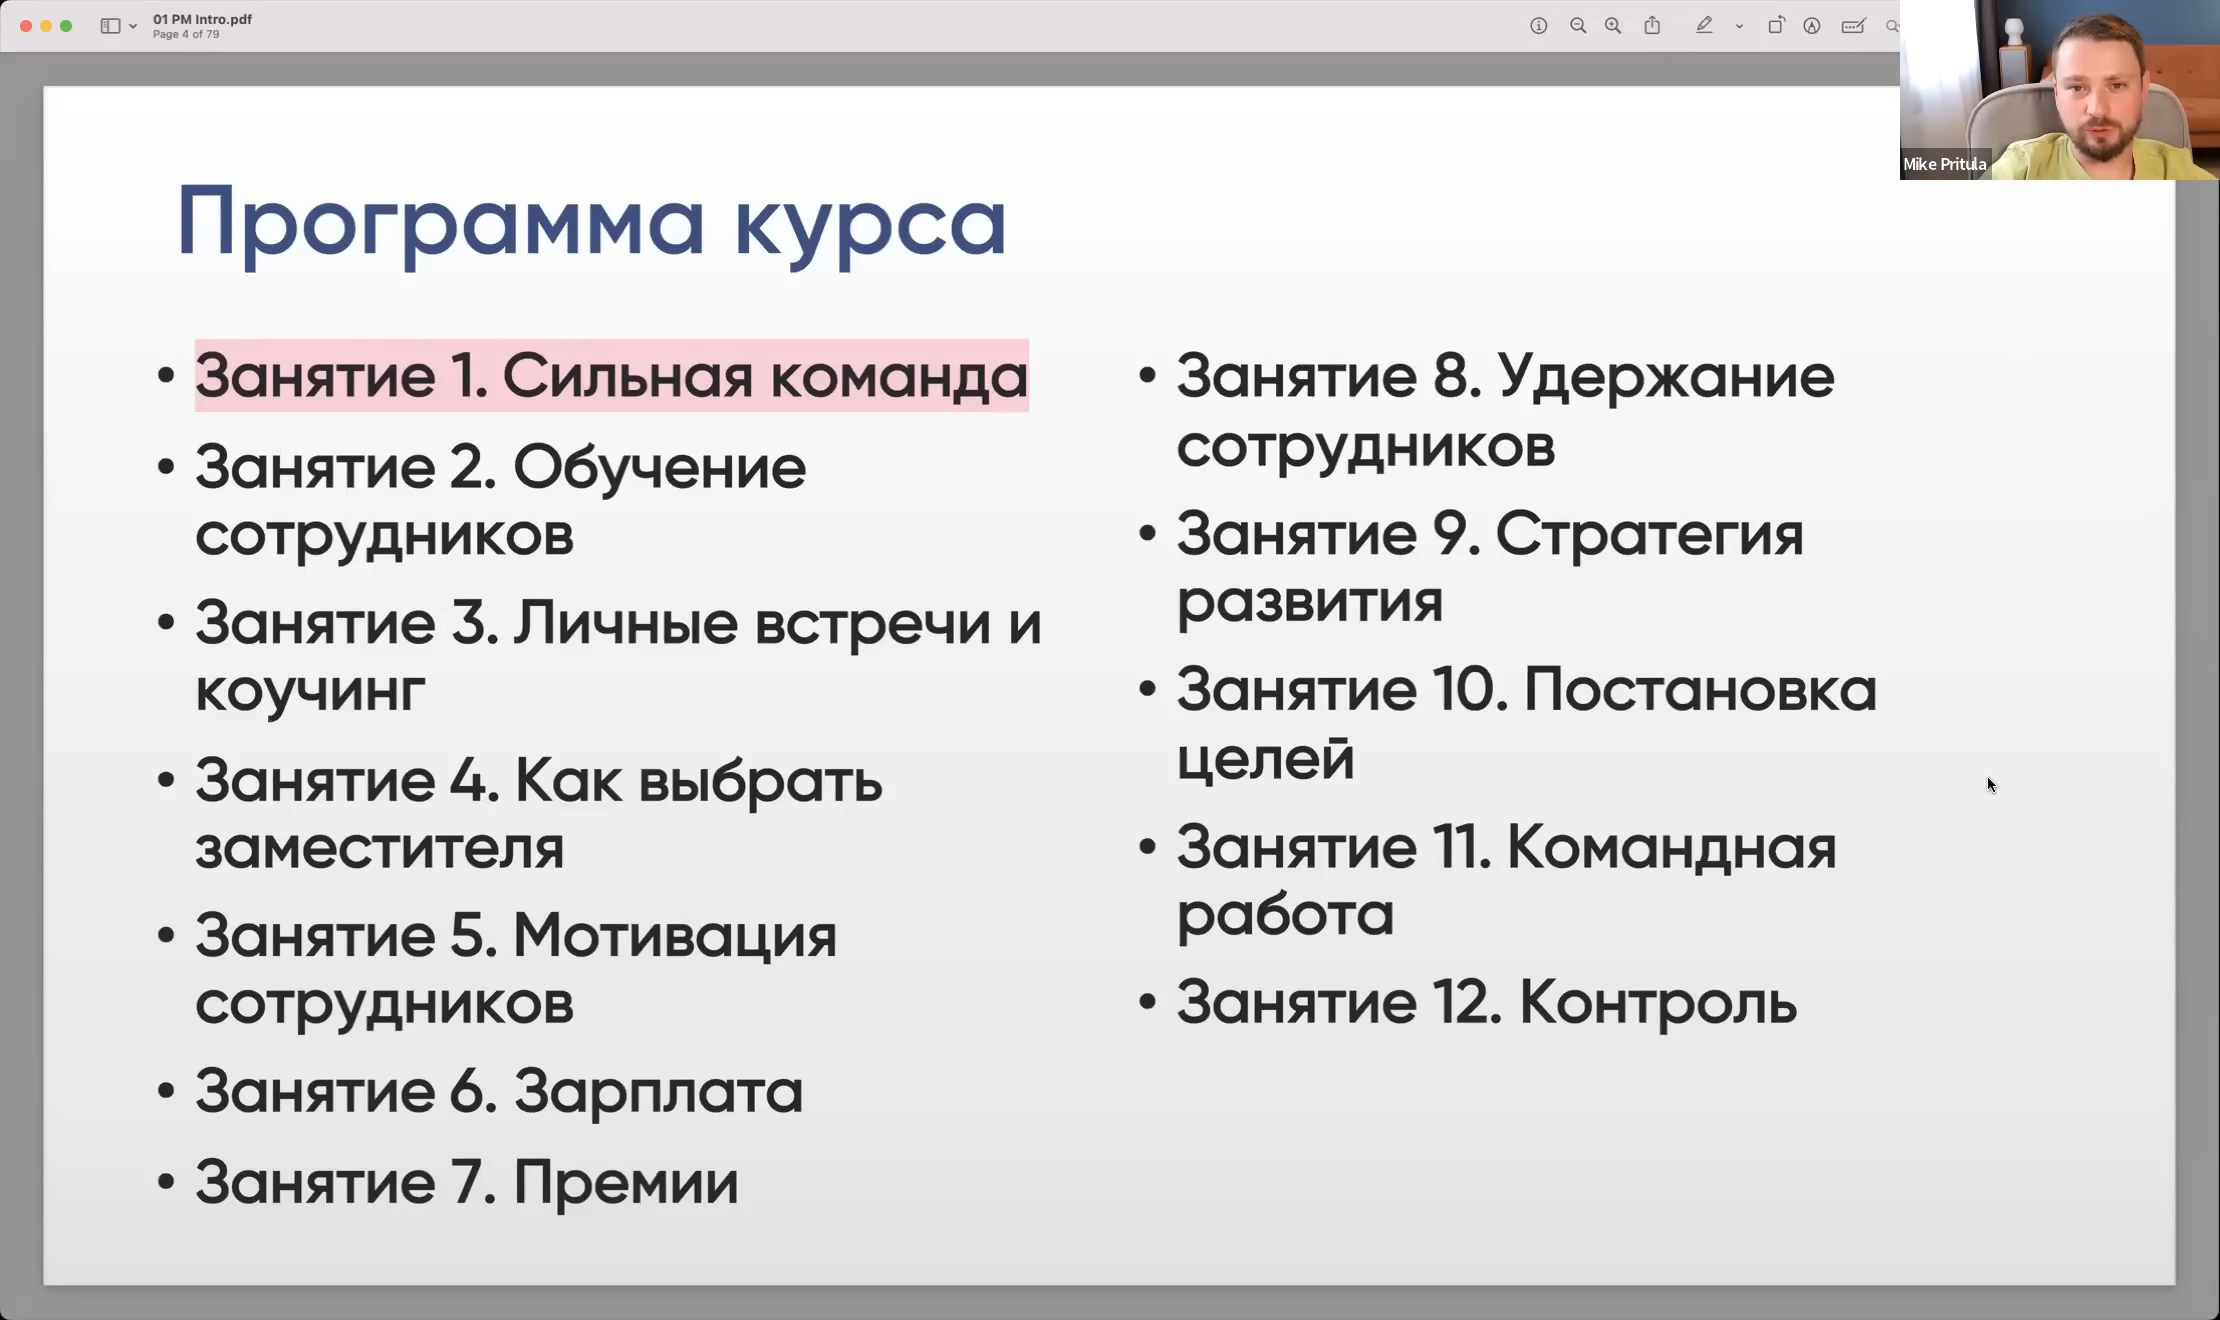 01 PM Intro.pdf
Page 4 of 79
Mike Pritula
Программа курса
• Занятие 1. Сильная команда
• Занятие 2. Обучение
сотрудников
• Занятие 3. Личные встречи и
коучинг
• Занятие 4. Как выбрать
заместителя
• Занятие 5. Мотивация
сотрудников
• Занятие 6. Зарплата
• Занятие 7. Премии
• Занятие 8. Удержание
сотрудников
• Занятие 9. Стратегия
развития
• Занятие 10. Постановка
целей
• Занятие 11. Командная
работа
• Занятие 12. Контроль